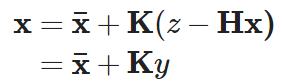 𝐱 = 𝐱̄ + 𝐊(z − 𝐇𝐱)
= 𝐱̄ + 𝐊y